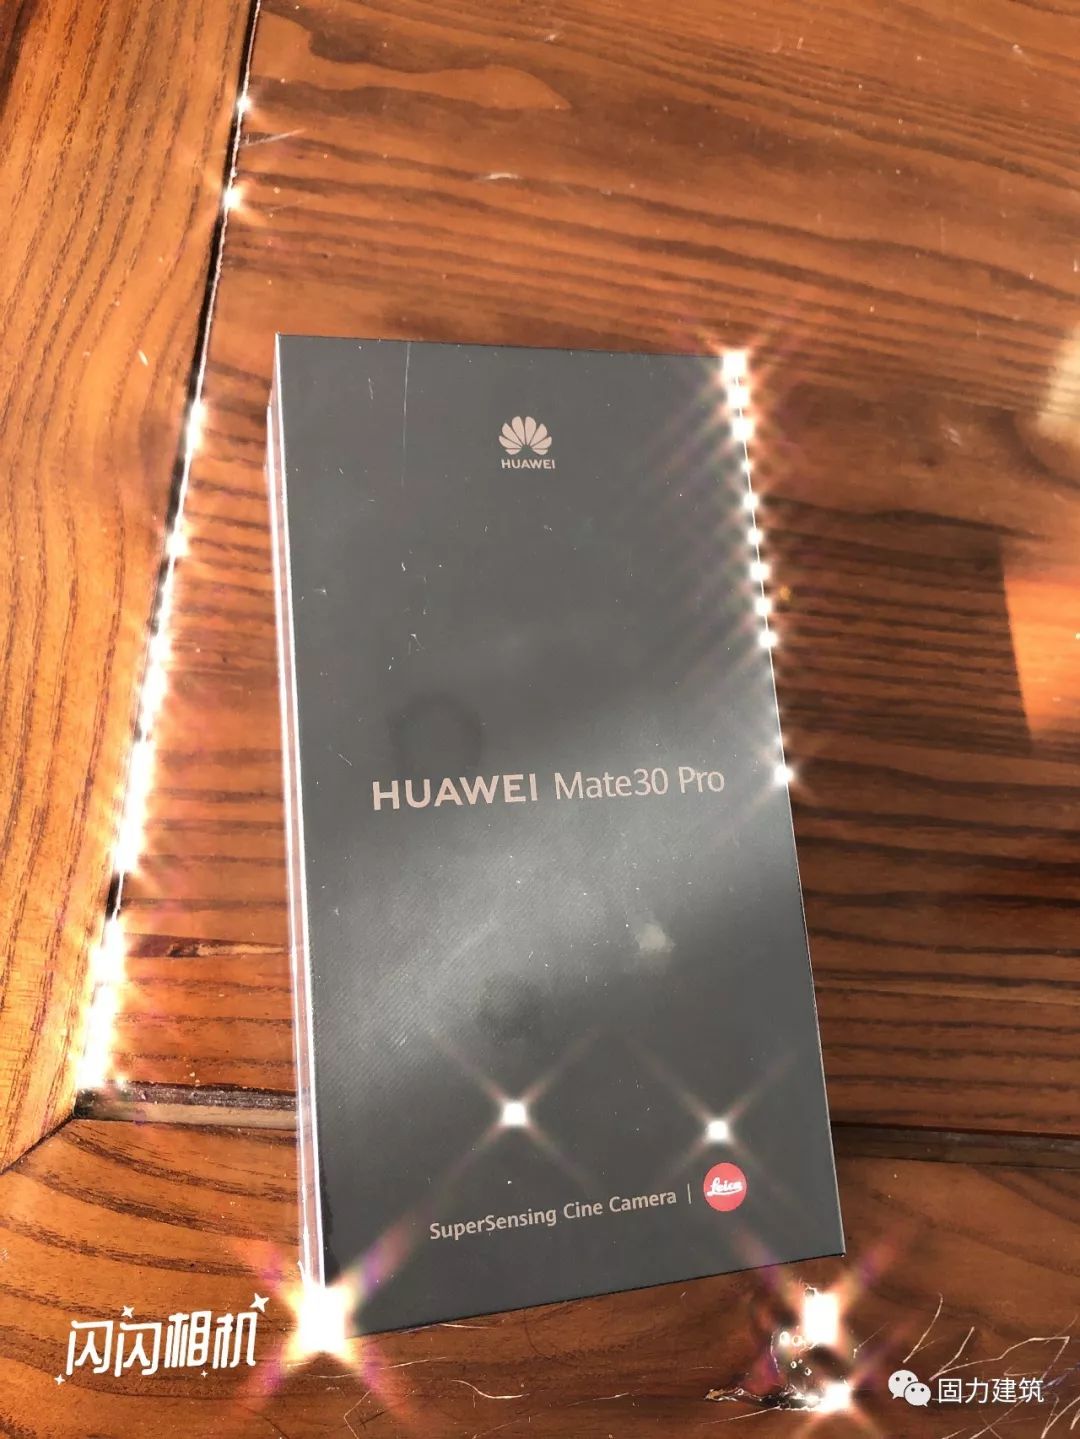 HUAWEI
HUAWEI Mate30 Pro
SuperSensing Cine Camera |
Leica
闪闪相机
固力建筑